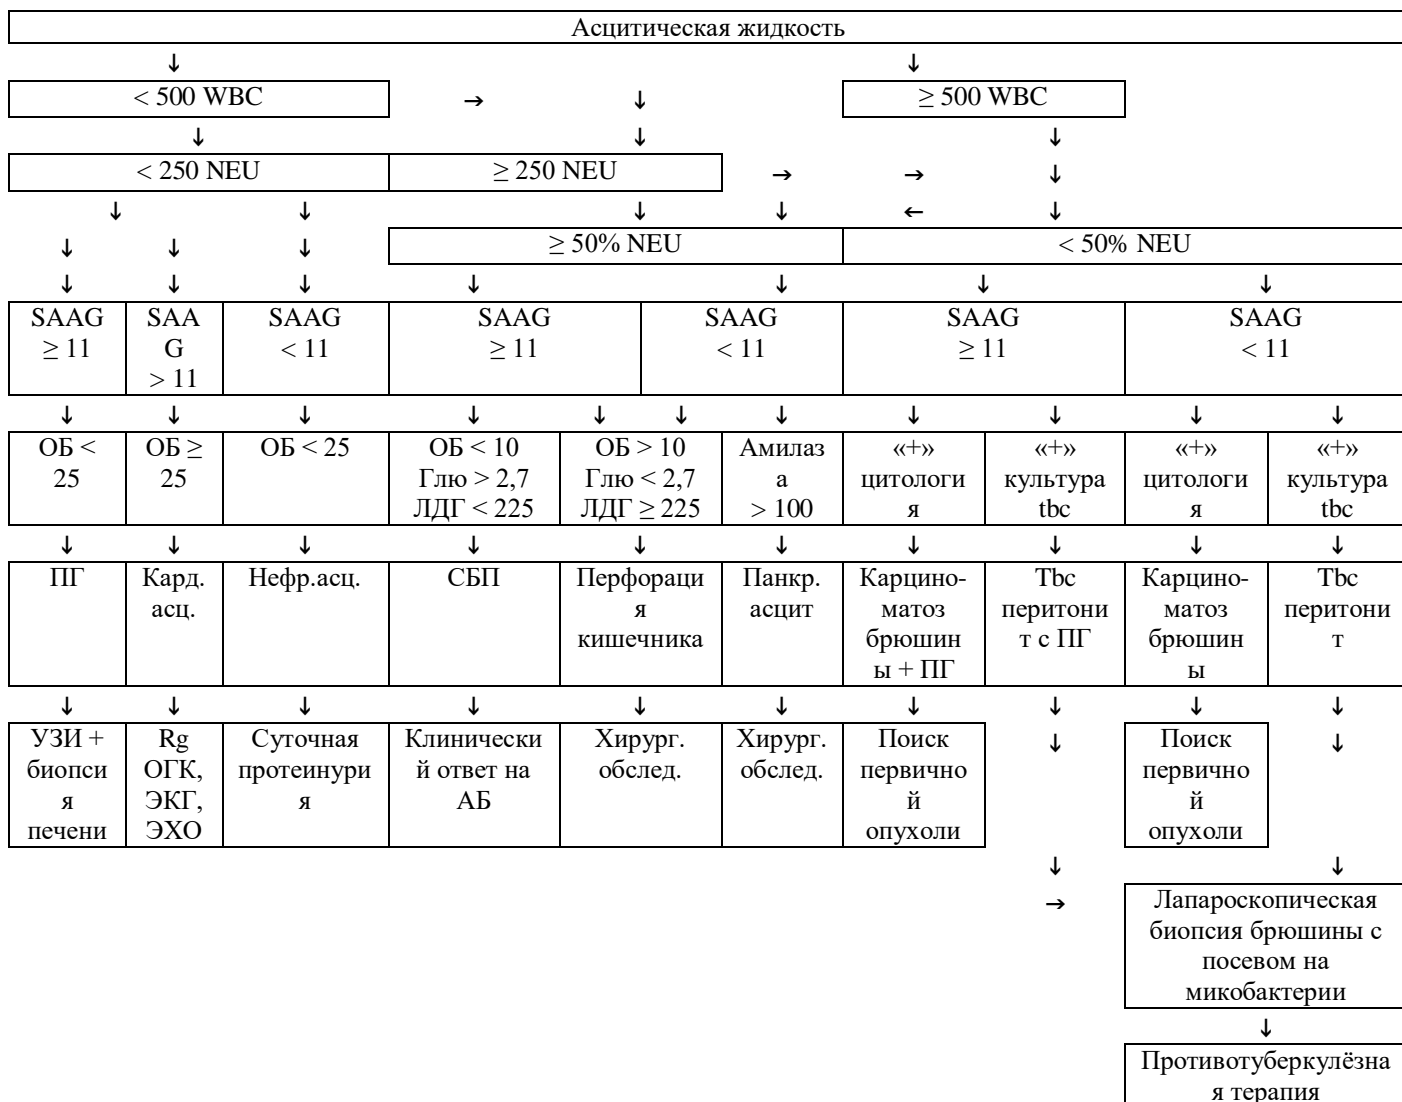 Асцитическая жидкость
↓ ↓
< 500 WBC → ↓ ≥ 500 WBC
↓ ↓ ↓
< 250 NEU ≥ 250 NEU → → ↓
↓ ↓ ↓ ↓ ← ↓
↓ ↓ ↓ ≥ 50% NEU < 50% NEU
↓ ↓ ↓ ↓ ↓ ↓ ↓
SAAG SAA SAAG SAAG SAAG SAAG SAAG
≥ 11 G < 11 ≥ 11 < 11 ≥ 11 < 11
> 11
↓ ↓ ↓ ↓ ↓ ↓ ↓ ↓ ↓ ↓ ↓
ОБ < ОБ ≥ ОБ < 25 ОБ < 10 ОБ > 10 Амилаз «+» «+» «+» «+»
25 25 Глю > 2,7 Глю < 2,7 а цитологи культура цитологи культура
ЛДГ < 225 ЛДГ ≥ 225 > 100 я tbc я tbc
↓ ↓ ↓ ↓ ↓ ↓ ↓ ↓ ↓ ↓
ПГ Кард. Нефр.асц. СБП Перфораци Панкр. Карцино- Tbc Карцино- Tbc
асц. я асцит матоз перитони матоз перитони
кишечника брюшин т с ПГ брюшин т
ы + ПГ ы
↓ ↓ ↓ ↓ ↓ ↓ ↓ ↓ ↓ ↓
УЗИ + Rg Суточная Клинически Хирург. Хирург. Поиск ↓ Поиск ↓
биопси ОГК, протеинури й ответ на обслед. обслед. первично первично
я ЭКГ, я АБ й й
печени ЭХО опухоли опухоли
↓ ↓
→ Лапароскопическая
биопсия брюшины с
посевом на
микобактерии
↓
Противотуберкулёзна
я терапия